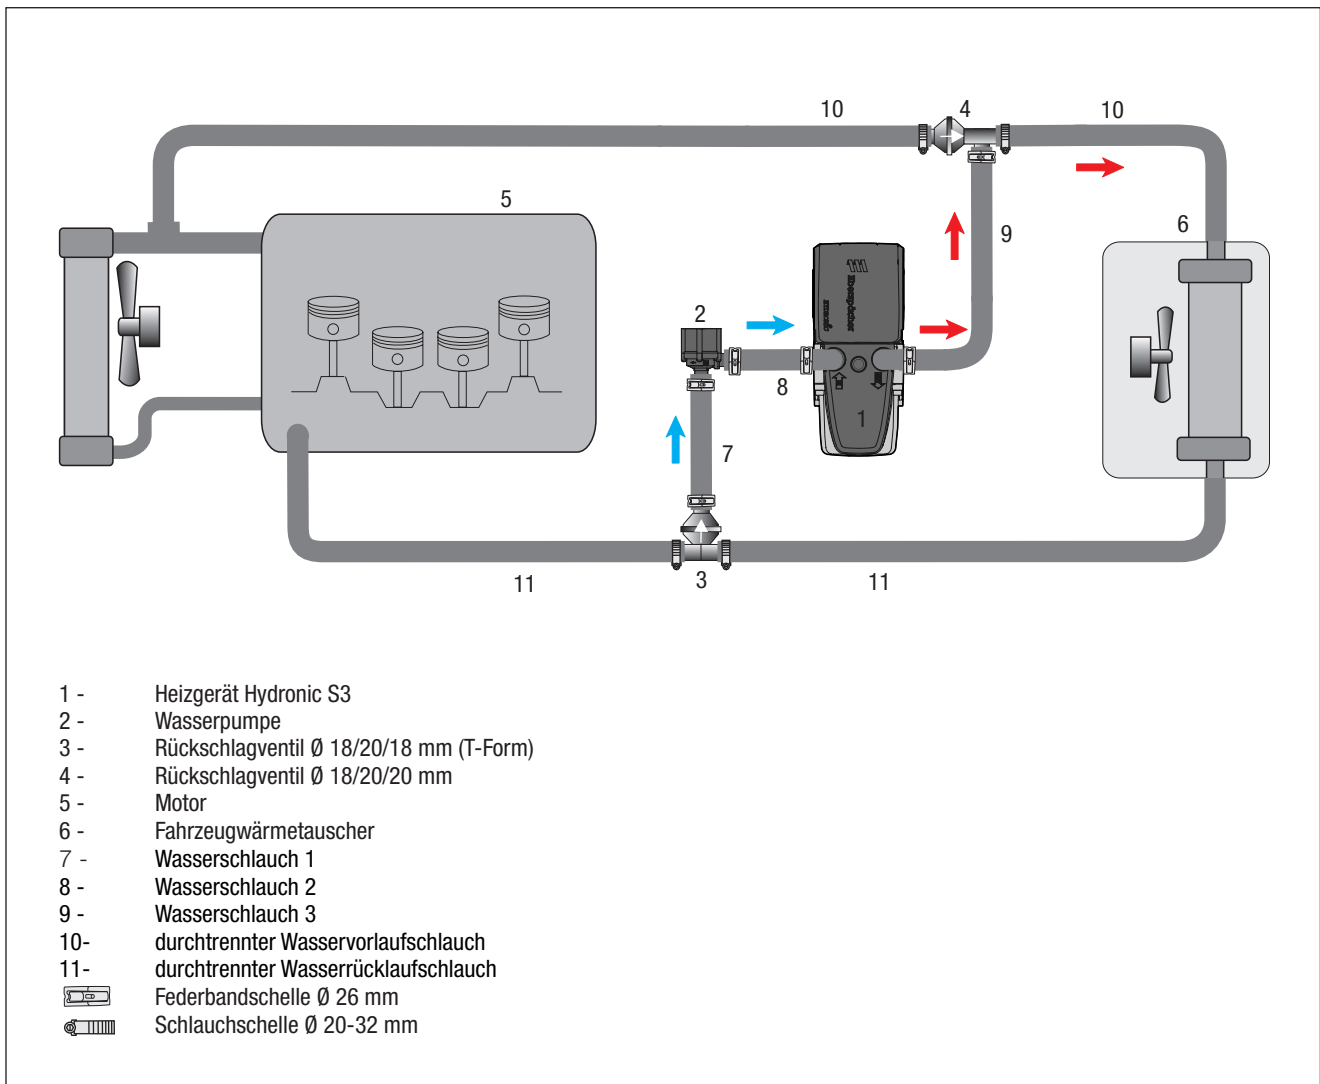 10
4
10
5
9
6
2
8
1
7
11
3
11
Eberspächer
1 - Heizgerät Hydronic S3
2 - Wasserpumpe
3 - Rückschlagventil Ø 18/20/18 mm (T-Form)
4 - Rückschlagventil Ø 18/20/20 mm
5 - Motor
6 - Fahrzeugwärmetauscher
7 - Wasserschlauch 1
8 - Wasserschlauch 2
9 - Wasserschlauch 3
10- durchtrennter Wasservorlaufschlauch
11- durchtrennter Wasserrücklaufschlauch
Federbandschelle Ø 26 mm
Schlauchschelle Ø 20-32 mm